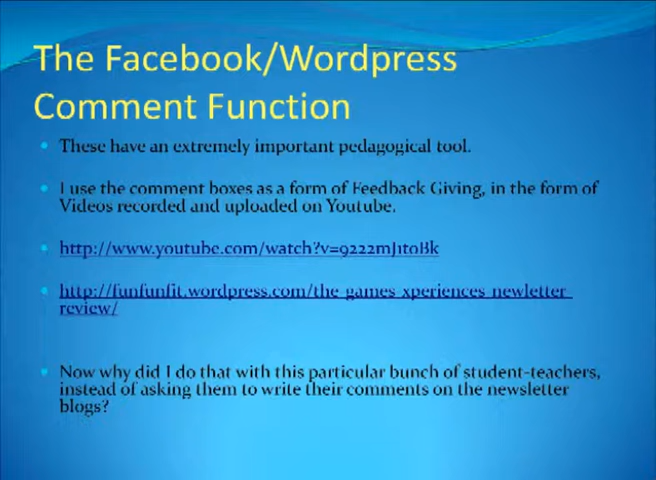 The Facebook/Wordpress
Comment Function
These have an extremely important pedagogical tool.
I use the comment boxes as a form of Feedback Giving, in the form of
Videos recorded and uploaded on Youtube.
http://www.youtube.com/watch?v=9222mJ1t0Bk
http://funfunfit.wordpress.com/the-games-xperiences-newletter-
review/
Now why did I do that with this particular bunch of student-teachers,
instead of asking them to write their comments on the newsletter
blogs?